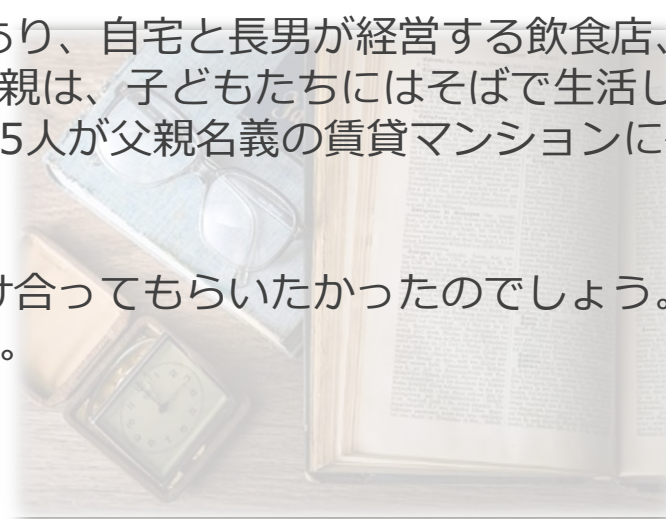 り、自宅と長男が経営する飲食店、
親は、子どもたちにはそばで生活し
5人が父親名義の賃貸マンションに
合ってもらいたかったのでしょう。
。